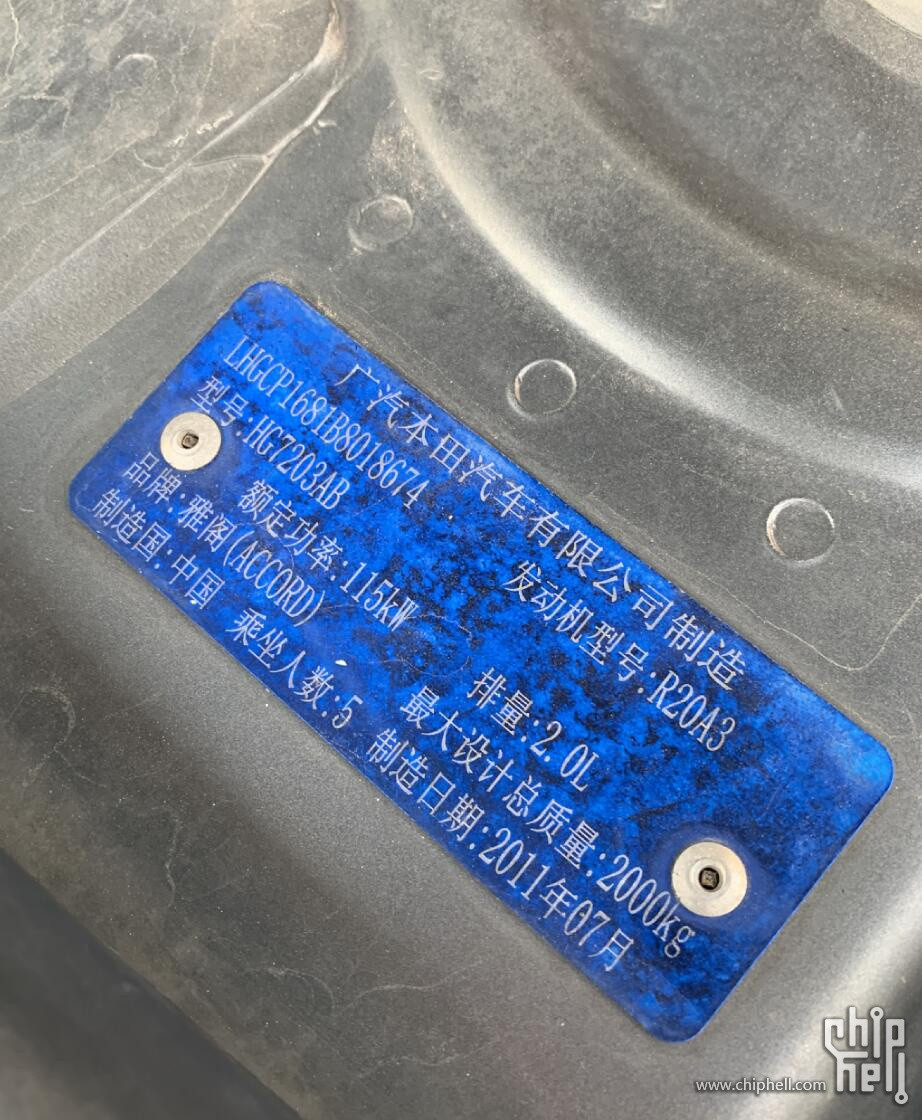 广汽本田汽车有限公司制造
LHGCP1681B8018674 发动机型号:R20A3
型号:HG7203AB 额定功率:115kW 排量:2.0L
品牌:雅阁(ACCORD) 最大设计总质量:2000kg
制造国:中国 乘坐人数:5 制造日期:2011年07月
www.chiphell.com
chip hell